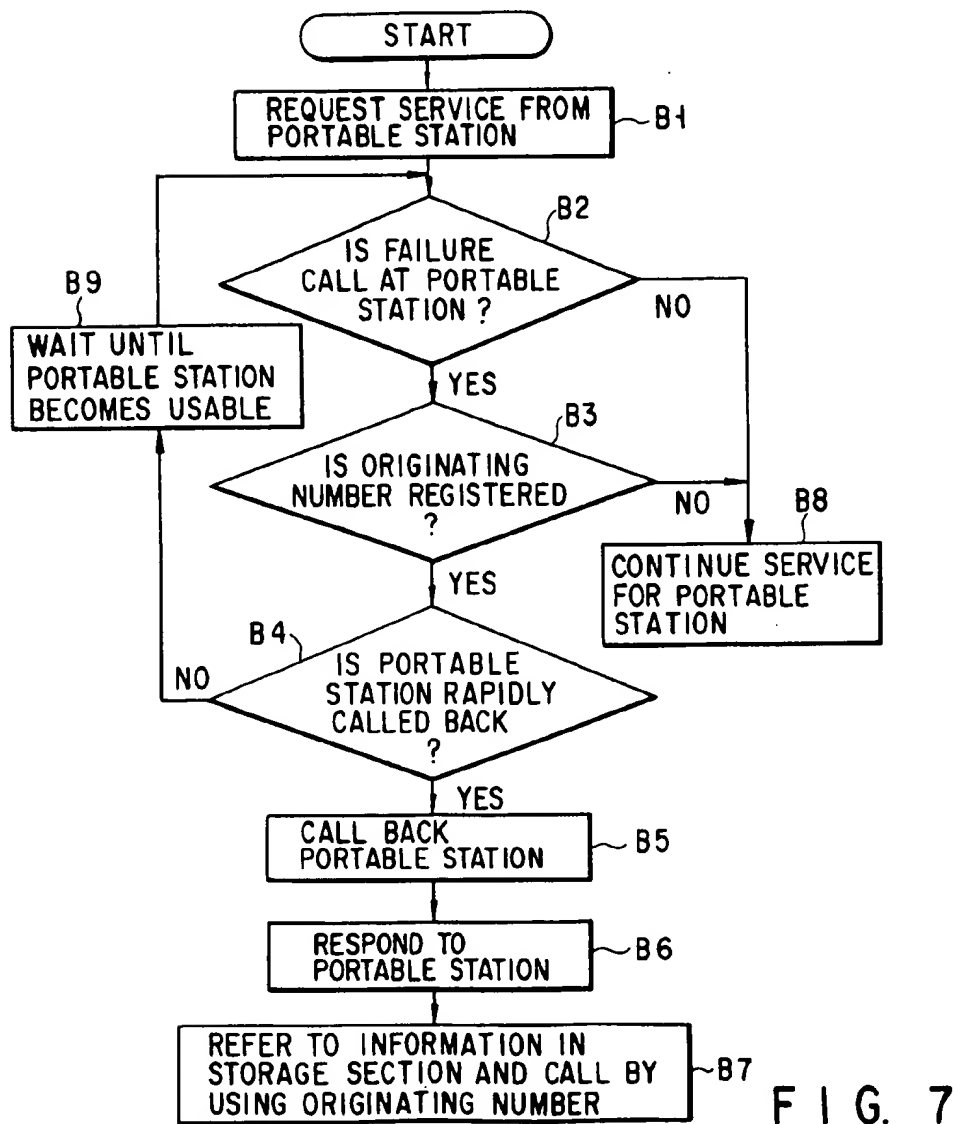 START
REQUEST SERVICE FROM
PORTABLE STATION
B1
B2
IS FAILURE
CALL AT PORTABLE
STATION ?
NO
YES
B9
WAIT UNTIL
PORTABLE STATION
BECOMES USABLE
B3
IS ORIGINATING
NUMBER REGISTERED
?
NO
YES
B8
CONTINUE SERVICE
FOR PORTABLE
STATION
B4
NO
IS PORTABLE
STATION RAPIDLY
CALLED BACK
?
YES
CALL BACK
PORTABLE STATION
B5
RESPOND TO
PORTABLE STATION
B6
REFER TO INFORMATION IN
STORAGE SECTION AND CALL BY
USING ORIGINATING NUMBER
B7
FIG. 7